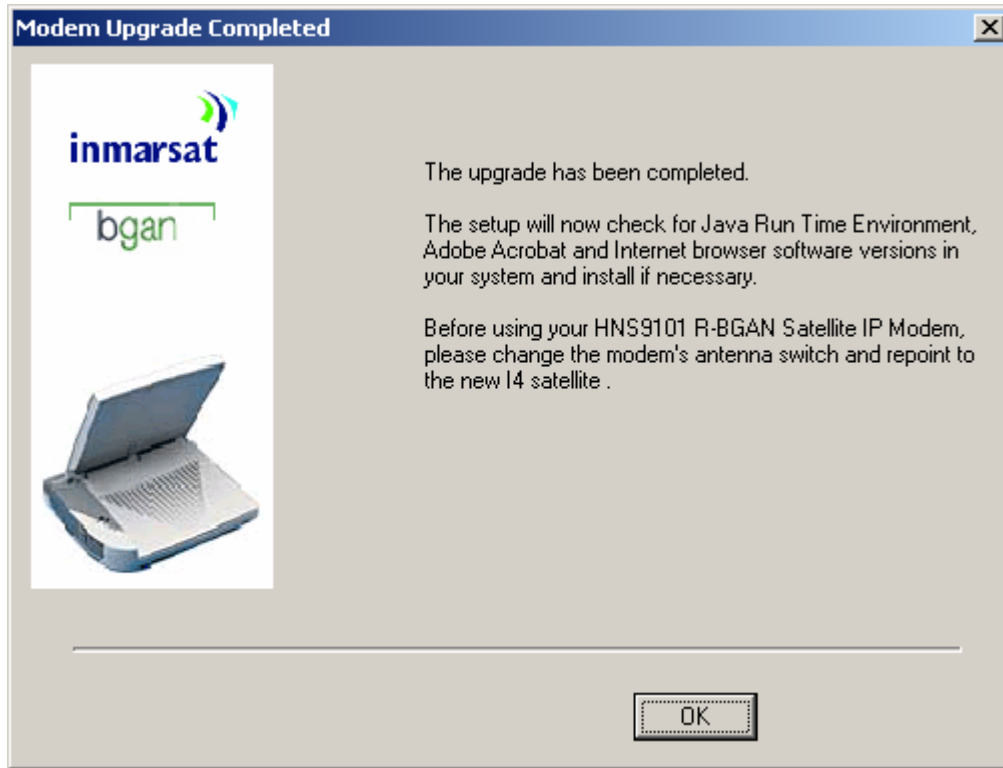 Modem Upgrade Completed
inmarsat
bgan
The upgrade has been completed.
The setup will now check for Java Run Time Environment,
Adobe Acrobat and Internet browser software versions in
your system and install if necessary.
Before using your HNS9101 R-BGAN Satellite IP Modem,
please change the modem's antenna switch and repoint to
the new I4 satellite .
OK